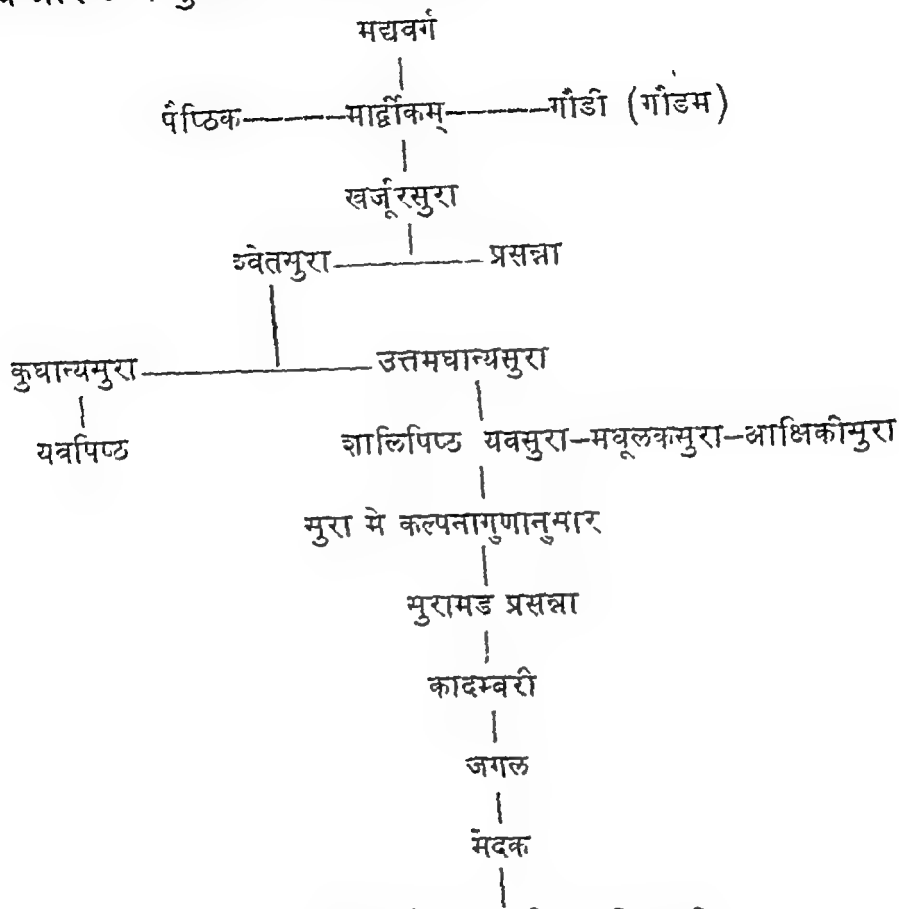 मद्यवर्ग
पैष्ठिक मार्द्वीकम् गौडी (गौडम)
खर्जूरसुरा
श्वेतसुरा प्रसन्ना
कुधान्यसुरा उत्तमधान्यसुरा
यवपिष्ठ शालिपिष्ठ यवसुरा–मधूलकसुरा–आक्षिकीसुरा
सुरा मे कल्पनागुणानुसार
सुरामड प्रसन्ना
कादम्बरी
जगल
मेदक